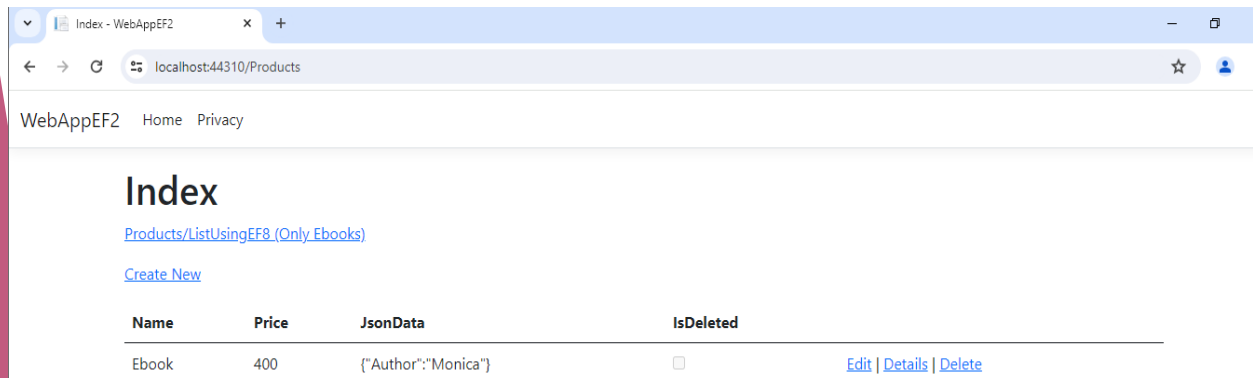 Index - WebAppEF2
localhost:44310/Products
WebAppEF2 Home Privacy
Index
Products/ListUsingEF8 (Only Ebooks)
Create New
Name Price JsonData IsDeleted
Ebook 400 {"Author":"Monica"} Edit | Details | Delete